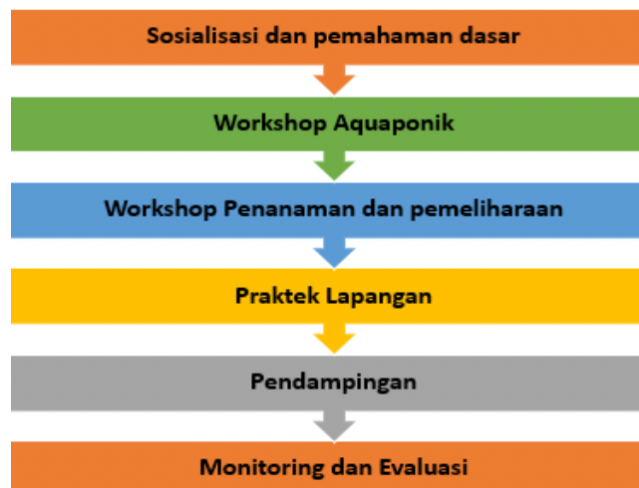 Sosialisasi dan pemahaman dasar
Workshop Aquaponik
Workshop Penanaman dan pemeliharaan
Praktek Lapangan
Pendampingan
Monitoring dan Evaluasi